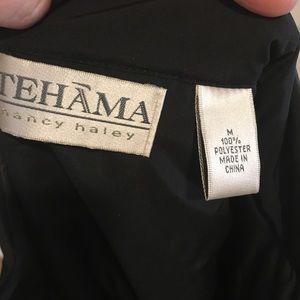 TEHĀMA
nancy haley
M
100%
POLYESTER
MADE IN
CHINA